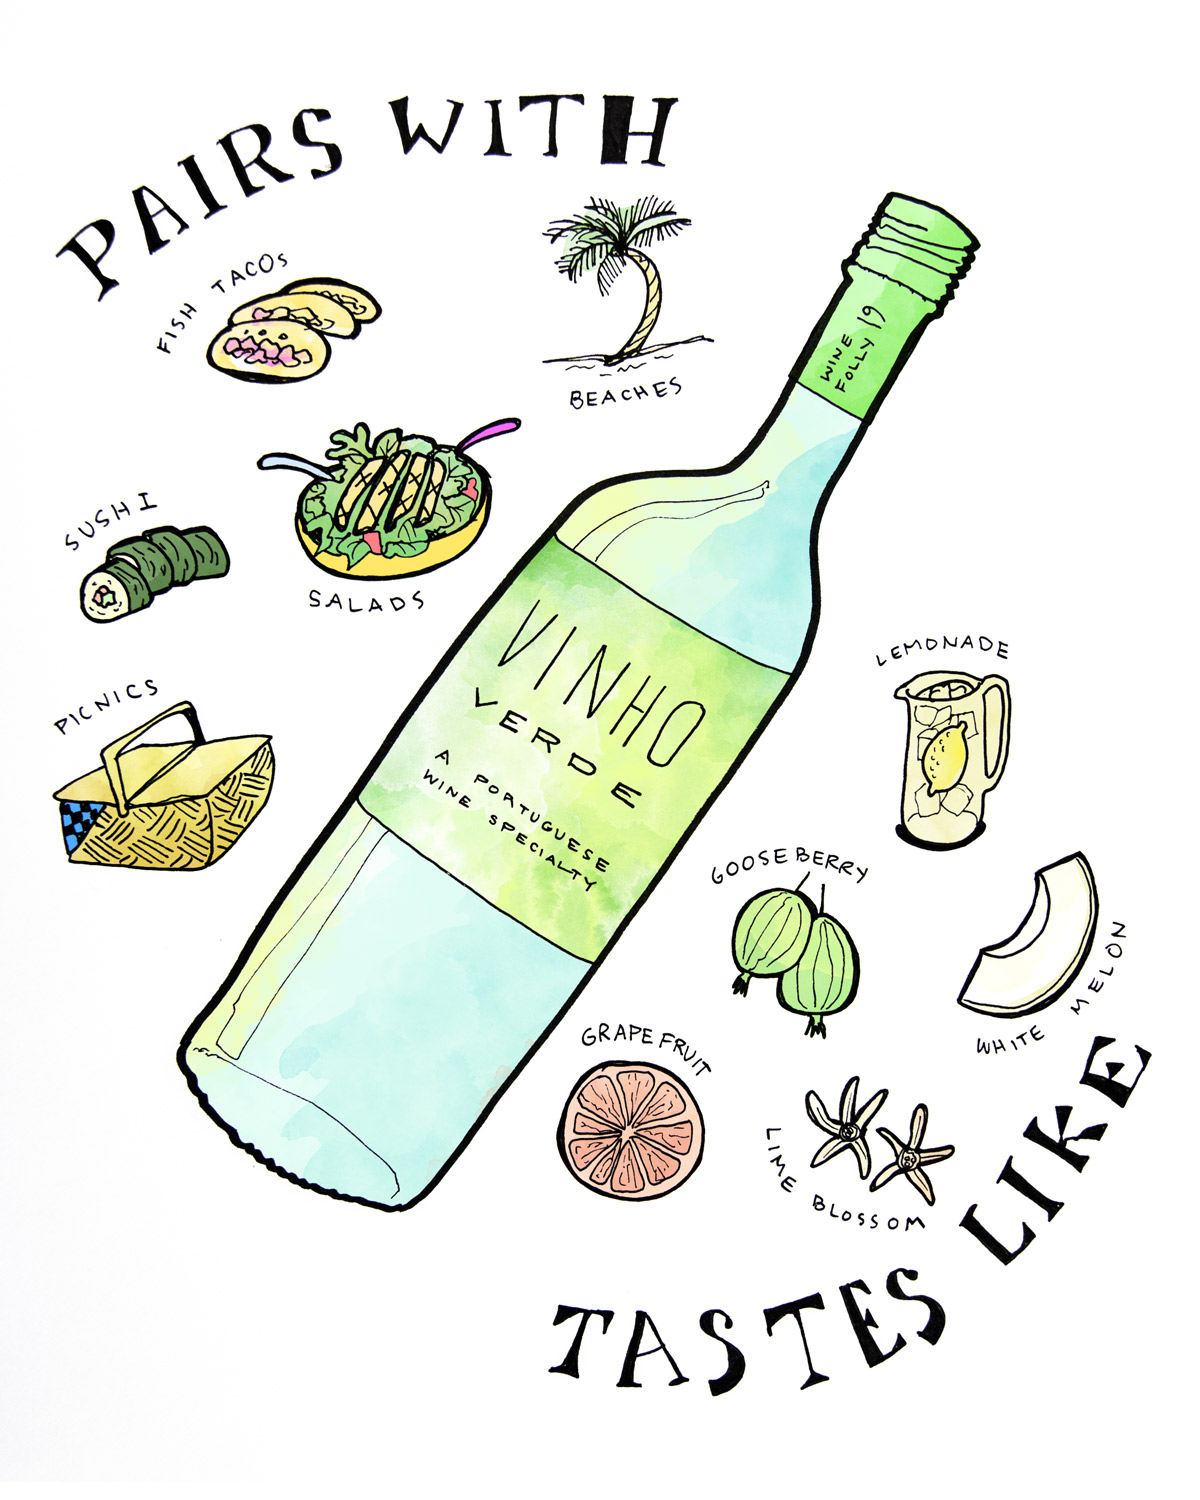 PAIRS WITH
FISH TACOS
BEACHES
SUSHI
SALADS
PICNICS
WINE
FOLLY 19
VINHO
VERDE
A PORTUGUESE
WINE SPECIALTY
LEMONADE
GOOSEBERRY
WHITE MELON
GRAPEFRUIT
LIME BLOSSOM
TASTES LIKE